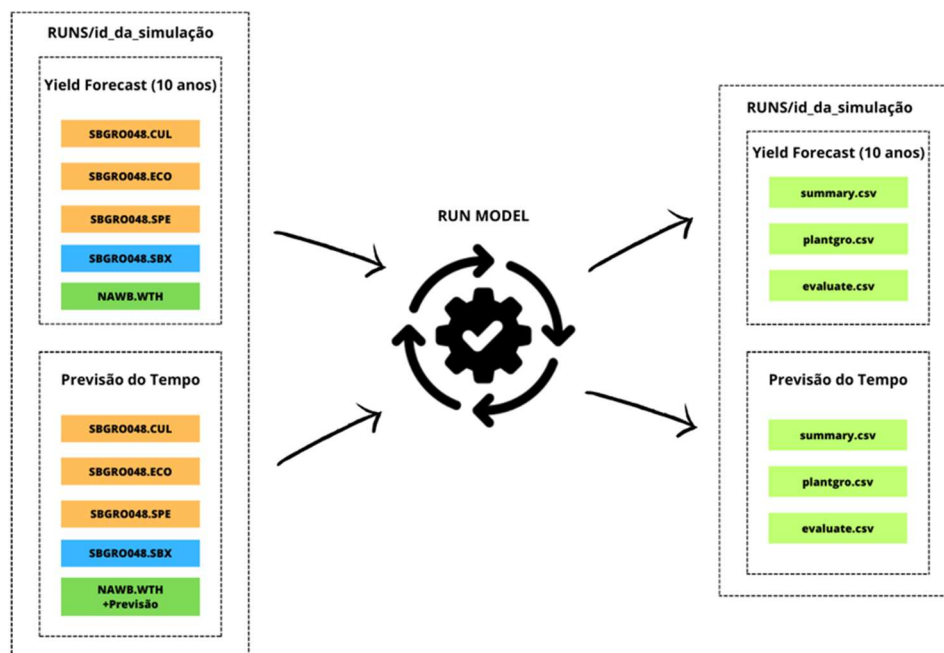 RUNS/id_da_simulação
Yield Forecast (10 anos)
SBGRO048.CUL
SBGRO048.ECO
SBGRO048.SPE
SBGRO048.SBX
NAWB.WTH
Previsão do Tempo
SBGRO048.CUL
SBGRO048.ECO
SBGRO048.SPE
SBGRO048.SBX
NAWB.WTH
+Previsão
RUN MODEL
RUNS/id_da_simulação
Yield Forecast (10 anos)
summary.csv
plantgro.csv
evaluate.csv
Previsão do Tempo
summary.csv
plantgro.csv
evaluate.csv